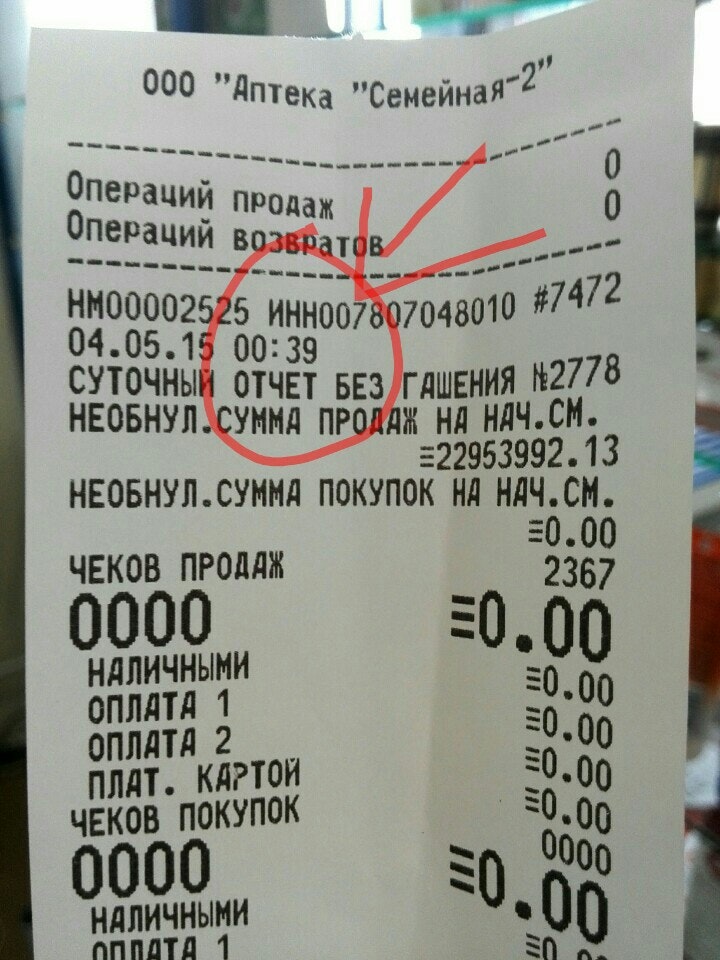 ООО "Аптека "Семейная-2"
Операций продаж 0
Операций возвратов 0
НМ00002525 ИНН007807048010 #7472
04.05.15 00:39
СУТОЧНЫЙ ОТЧЕТ БЕЗ ГАШЕНИЯ №2778
НЕОБНУЛ.СУММА ПРОДАЖ НА НАЧ.СМ.
≡22953992.13
НЕОБНУЛ.СУММА ПОКУПОК НА НАЧ.СМ.
≡0.00
ЧЕКОВ ПРОДАЖ 2367
0000 ≡0.00
НАЛИЧНЫМИ ≡0.00
ОПЛАТА 1 ≡0.00
ОПЛАТА 2 ≡0.00
ПЛАТ. КАРТОЙ ≡0.00
ЧЕКОВ ПОКУПОК 0000
0000 ≡0.00
НАЛИЧНЫМИ ≡0.00
ОПЛАТА 1